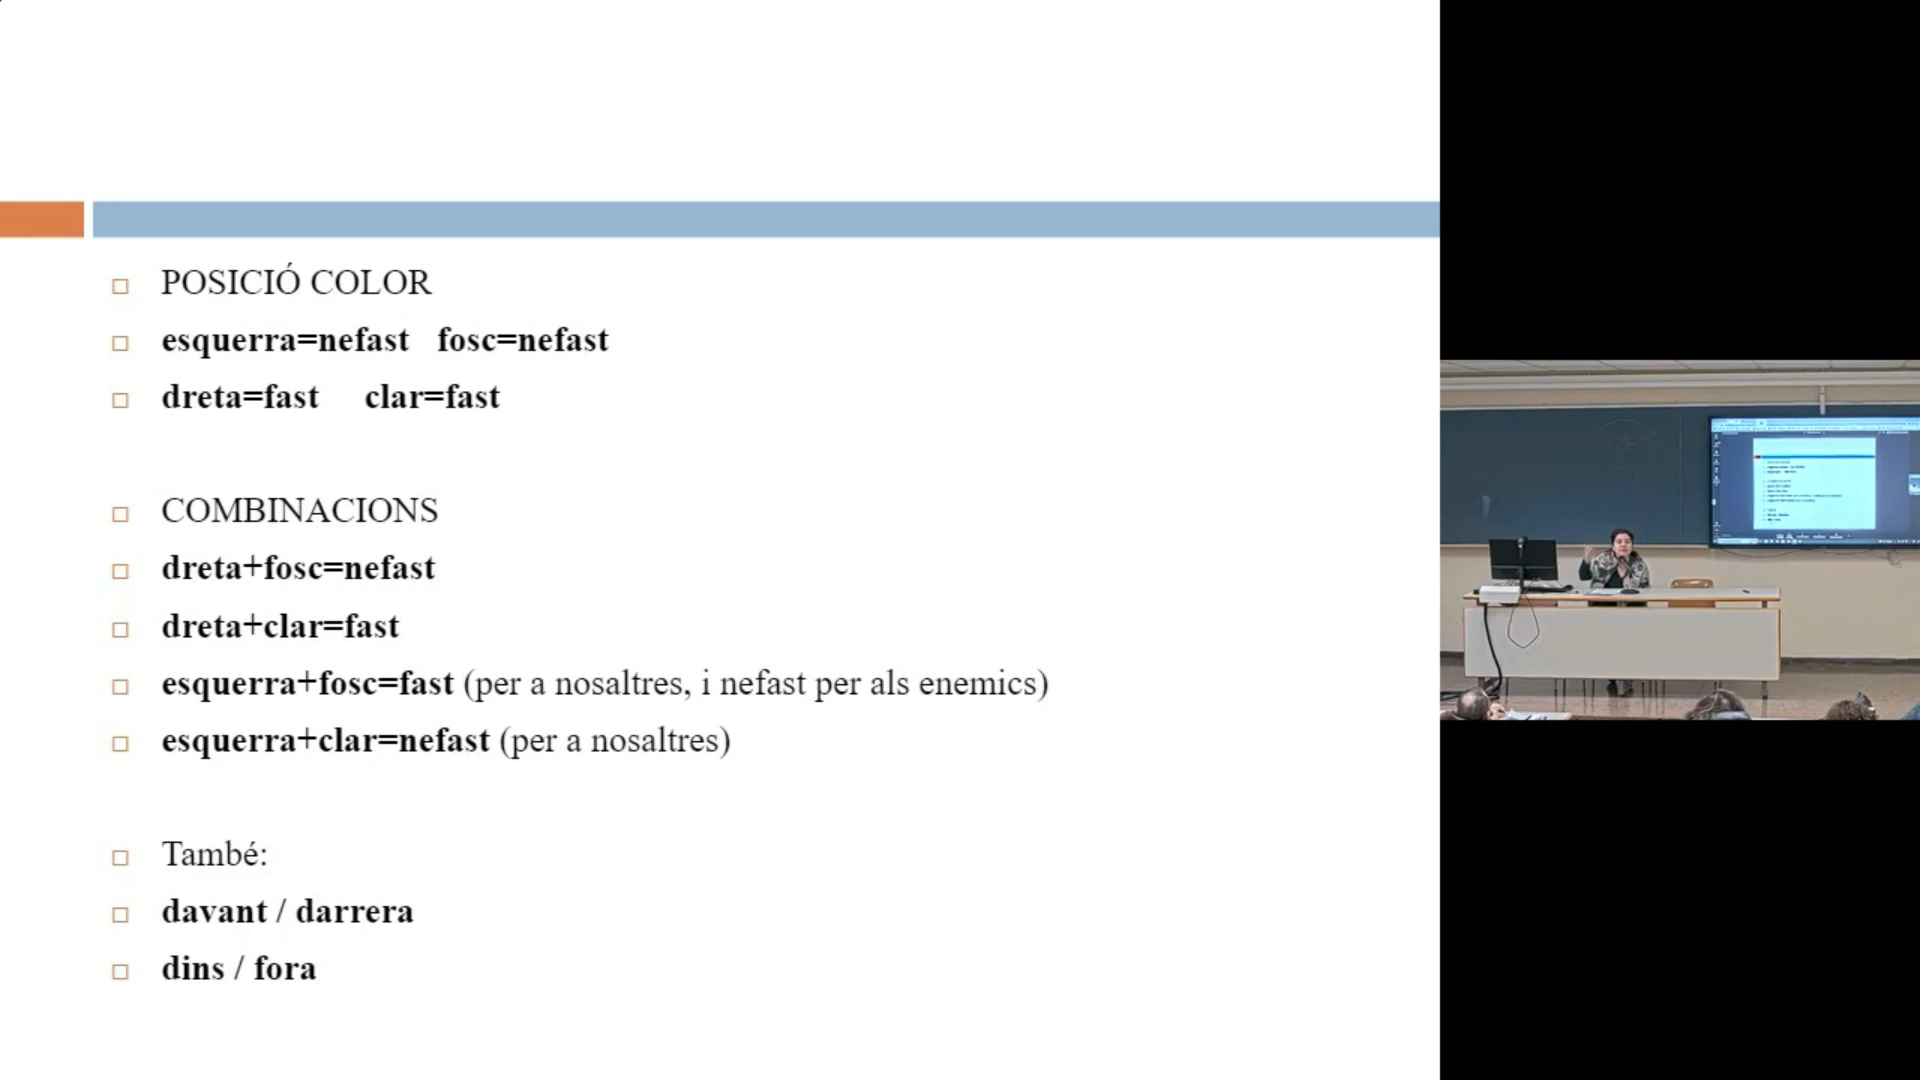 POSICIÓ COLOR
esquerra=nefast fosc=nefast
dreta=fast clar=fast
COMBINACIONS
dreta+fosc=nefast
dreta+clar=fast
esquerra+fosc=fast (per a nosaltres, i nefast per als enemics)
esquerra+clar=nefast (per a nosaltres)
També:
davant / darrera
dins / fora